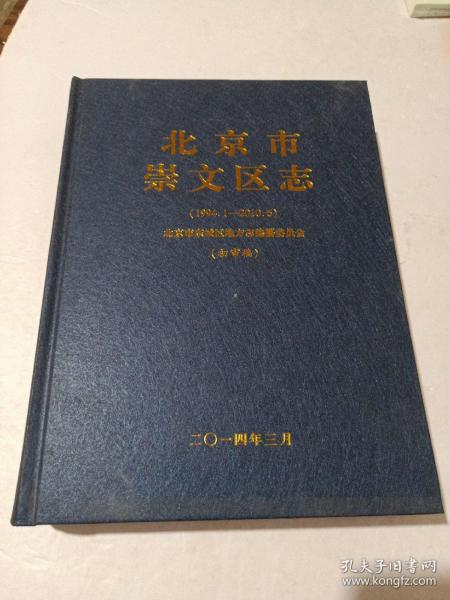 北京市
崇文区志
(1996.1—2010.6)
北京市东城区地方志编纂委员会
(初审稿)
二〇一四年三月
孔夫子旧书网
www.kongfz.com